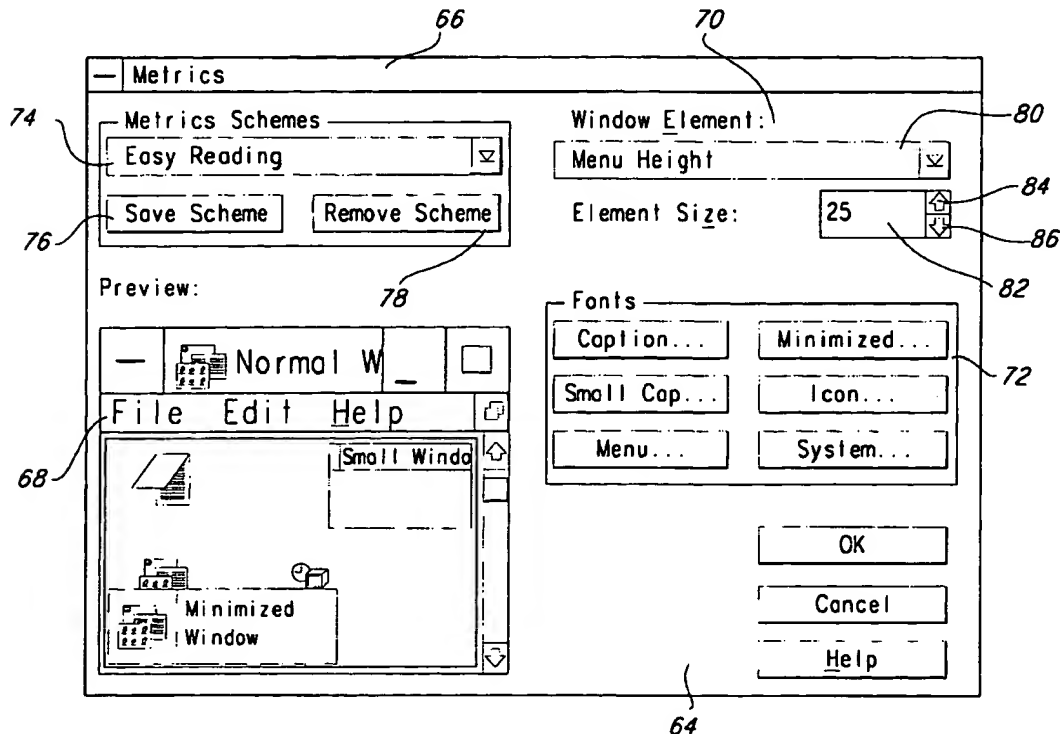 66
70
Metrics
74
Metrics Schemes
Window Element:
80
Easy Reading
Menu Height
84
Save Scheme
Remove Scheme
Element Size:
25
76
86
Preview:
78
82
Fonts
Normal W
Caption...
Minimized...
72
File Edit Help
Small Cap...
Icon...
68
Small Windo
Menu...
System...
OK
Minimized
Window
Cancel
Help
64